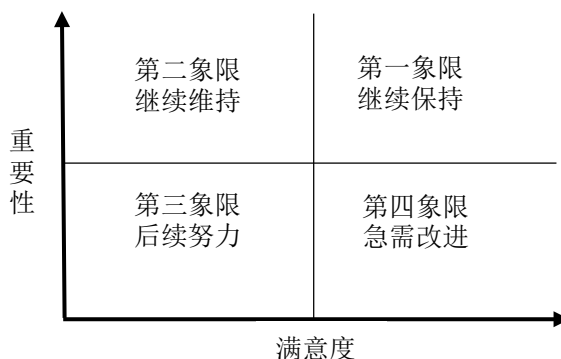 第二象限
继续维持
第一象限
继续保持
重要性
第三象限
后续努力
第四象限
急需改进
满意度